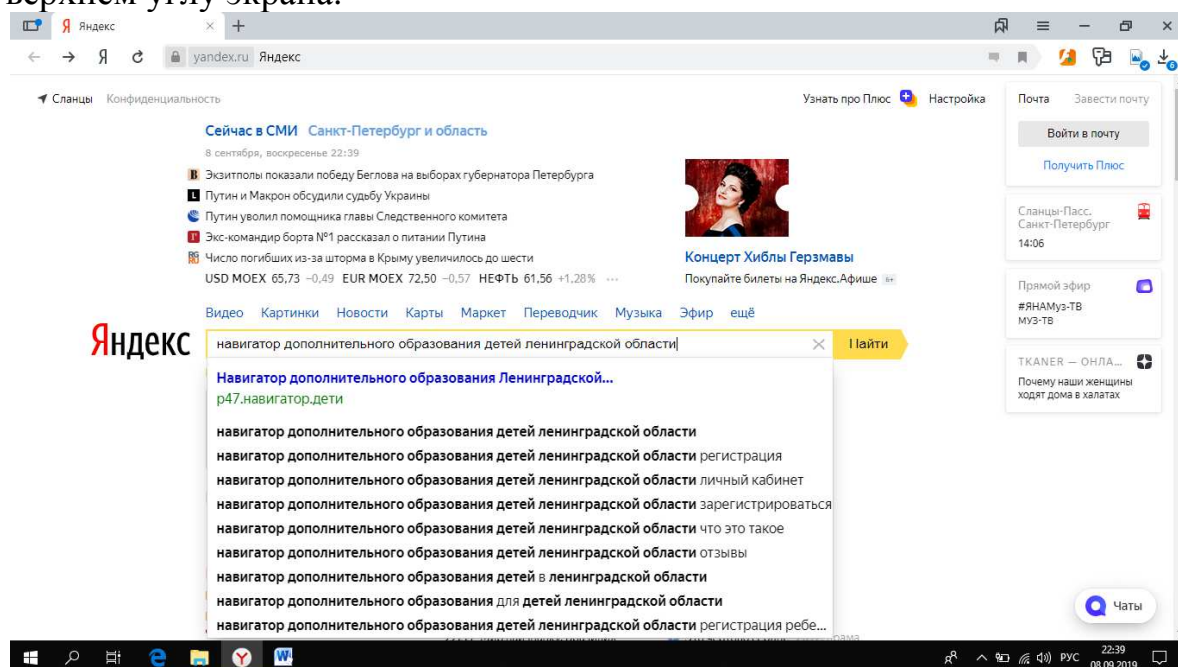 верхнем углу экрана.
Я Яндекс × +
Я yandex.ru Яндекс 6
Сланцы Конфиденциальность Узнать про Плюс Настройка
Сейчас в СМИ Санкт-Петербург и область
8 сентября, воскресенье 22:39
Экзитполы показали победу Беглова на выборах губернатора Петербурга
Путин и Макрон обсудили судьбу Украины
Путин уволил помощника главы Следственного комитета
Экс-командир борта №1 рассказал о питании Путина
Число погибших из-за шторма в Крыму увеличилось до шести
USD MOEX 65,73 −0,49 EUR MOEX 72,50 −0,57 НЕФТЬ 61,56 +1,28% ...
Концерт Хиблы Герзмавы
Покупайте билеты на Яндекс.Афише 6+
Почта Завести почту
Войти в почту
Получить Плюс
Сланцы-Пасс.
Санкт-Петербург
14:06
Прямой эфир
#ЯНАМуз-ТВ
МУЗ-ТВ
TKANER — ОНЛА...
Почему наши женщины
ходят дома в халатах
Видео Картинки Новости Карты Маркет Переводчик Музыка Эфир ещё
Яндекс
навигатор дополнительного образования детей ленинградской области × Найти
Навигатор дополнительного образования Ленинградской...
р47.навигатор.дети
навигатор дополнительного образования детей ленинградской области
навигатор дополнительного образования детей ленинградской области регистрация
навигатор дополнительного образования детей ленинградской области личный кабинет
навигатор дополнительного образования детей ленинградской области зарегистрироваться
навигатор дополнительного образования детей ленинградской области что это такое
навигатор дополнительного образования детей ленинградской области отзывы
навигатор дополнительного образования детей в ленинградской области
навигатор дополнительного образования для детей ленинградской области
навигатор дополнительного образования детей ленинградской области регистрация ребе...
Чаты
РУС 22:39
08.09.2019